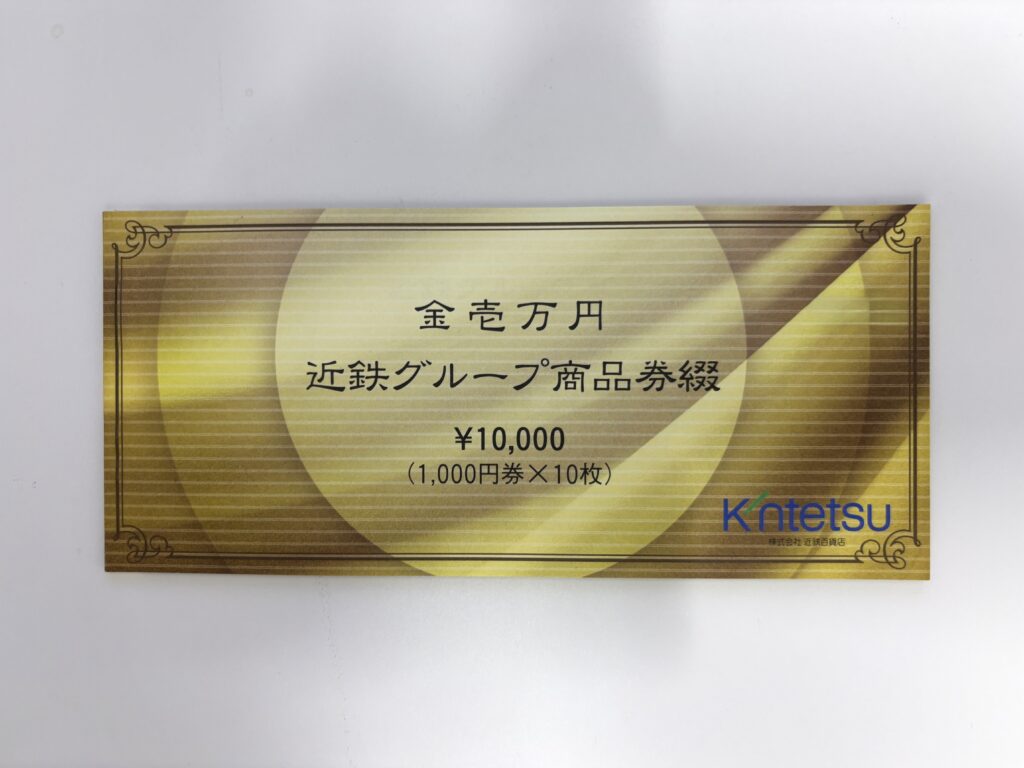 金壱万円
近鉄グループ商品券綴
¥10,000
(1,000円券×10枚)
Kintetsu
株式会社 近鉄百貨店